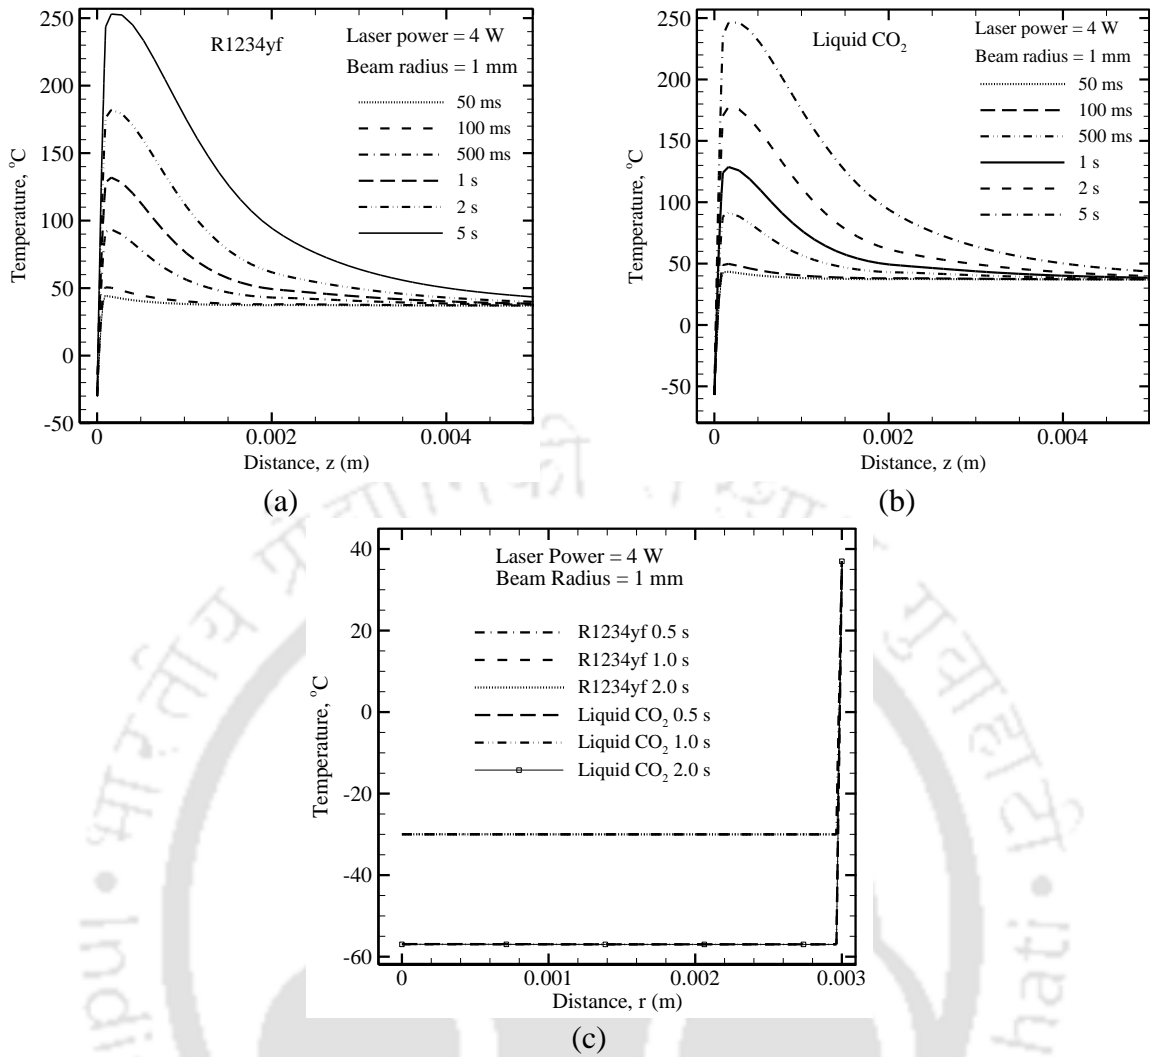 R1234yf
Laser power = 4 W
Beam radius = 1 mm
50 ms
100 ms
500 ms
1 s
2 s
5 s
250
200
150
100
50
0
-50
Temperature, °C
0
0.002
0.004
Distance, z (m)
(a)
Liquid CO₂
Laser power = 4 W
Beam radius = 1 mm
50 ms
100 ms
500 ms
1 s
2 s
5 s
250
200
150
100
50
0
-50
Temperature, °C
0
0.002
0.004
Distance, z (m)
(b)
Laser Power = 4 W
Beam Radius = 1 mm
R1234yf 0.5 s
R1234yf 1.0 s
R1234yf 2.0 s
Liquid CO₂ 0.5 s
Liquid CO₂ 1.0 s
Liquid CO₂ 2.0 s
40
20
0
-20
-40
-60
Temperature, °C
0
0.001
0.002
0.003
Distance, r (m)
(c)